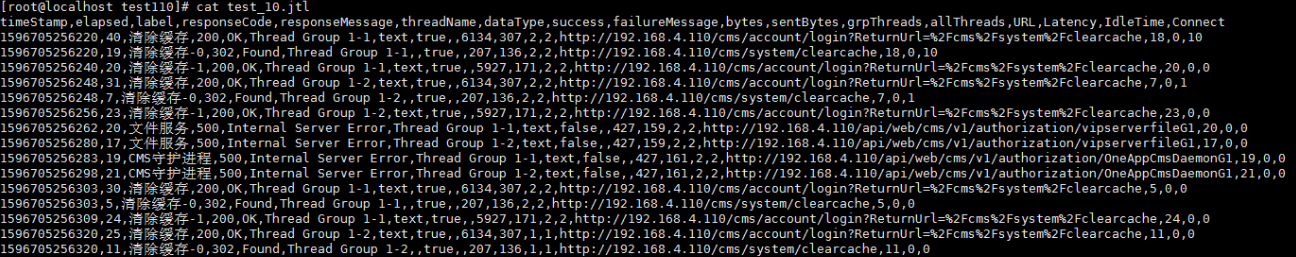 [root@localhost test110]# cat test_10.jtl
timeStamp,elapsed,label,responseCode,responseMessage,threadName,dataType,success,failureMessage,bytes,sentBytes,grpThreads,allThreads,URL,Latency,IdleTime,Connect
1596705256220,40,清除缓存,200,OK,Thread Group 1-1,text,true,,6134,307,2,2,http://192.168.4.110/cms/account/login?ReturnUrl=%2Fcms%2Fsystem%2Fclearcache,18,0,10
1596705256220,19,清除缓存-0,302,Found,Thread Group 1-1,,true,,207,136,2,2,http://192.168.4.110/cms/system/clearcache,18,0,10
1596705256240,20,清除缓存-1,200,OK,Thread Group 1-1,text,true,,5927,171,2,2,http://192.168.4.110/cms/account/login?ReturnUrl=%2Fcms%2Fsystem%2Fclearcache,20,0,0
1596705256248,31,清除缓存,200,OK,Thread Group 1-2,text,true,,6134,307,2,2,http://192.168.4.110/cms/account/login?ReturnUrl=%2Fcms%2Fsystem%2Fclearcache,7,0,1
1596705256248,7,清除缓存-0,302,Found,Thread Group 1-2,,true,,207,136,2,2,http://192.168.4.110/cms/system/clearcache,7,0,1
1596705256256,23,清除缓存-1,200,OK,Thread Group 1-2,text,true,,5927,171,2,2,http://192.168.4.110/cms/account/login?ReturnUrl=%2Fcms%2Fsystem%2Fclearcache,23,0,0
1596705256262,20,文件服务,500,Internal Server Error,Thread Group 1-1,text,false,,427,159,2,2,http://192.168.4.110/api/web/cms/v1/authorization/vipserverfileG1,20,0,0
1596705256280,17,文件服务,500,Internal Server Error,Thread Group 1-2,text,false,,427,159,2,2,http://192.168.4.110/api/web/cms/v1/authorization/vipserverfileG1,17,0,0
1596705256283,19,CMS守护进程,500,Internal Server Error,Thread Group 1-1,text,false,,427,161,2,2,http://192.168.4.110/api/web/cms/v1/authorization/OneAppCmsDaemonG1,19,0,0
1596705256298,21,CMS守护进程,500,Internal Server Error,Thread Group 1-2,text,false,,427,161,2,2,http://192.168.4.110/api/web/cms/v1/authorization/OneAppCmsDaemonG1,21,0,0
1596705256303,30,清除缓存,200,OK,Thread Group 1-1,text,true,,6134,307,2,2,http://192.168.4.110/cms/account/login?ReturnUrl=%2Fcms%2Fsystem%2Fclearcache,5,0,0
1596705256303,5,清除缓存-0,302,Found,Thread Group 1-1,,true,,207,136,2,2,http://192.168.4.110/cms/system/clearcache,5,0,0
1596705256309,24,清除缓存-1,200,OK,Thread Group 1-1,text,true,,5927,171,2,2,http://192.168.4.110/cms/account/login?ReturnUrl=%2Fcms%2Fsystem%2Fclearcache,24,0,0
1596705256320,25,清除缓存,200,OK,Thread Group 1-2,text,true,,6134,307,1,1,http://192.168.4.110/cms/account/login?ReturnUrl=%2Fcms%2Fsystem%2Fclearcache,11,0,0
1596705256320,11,清除缓存-0,302,Found,Thread Group 1-2,,true,,207,136,1,1,http://192.168.4.110/cms/system/clearcache,11,0,0